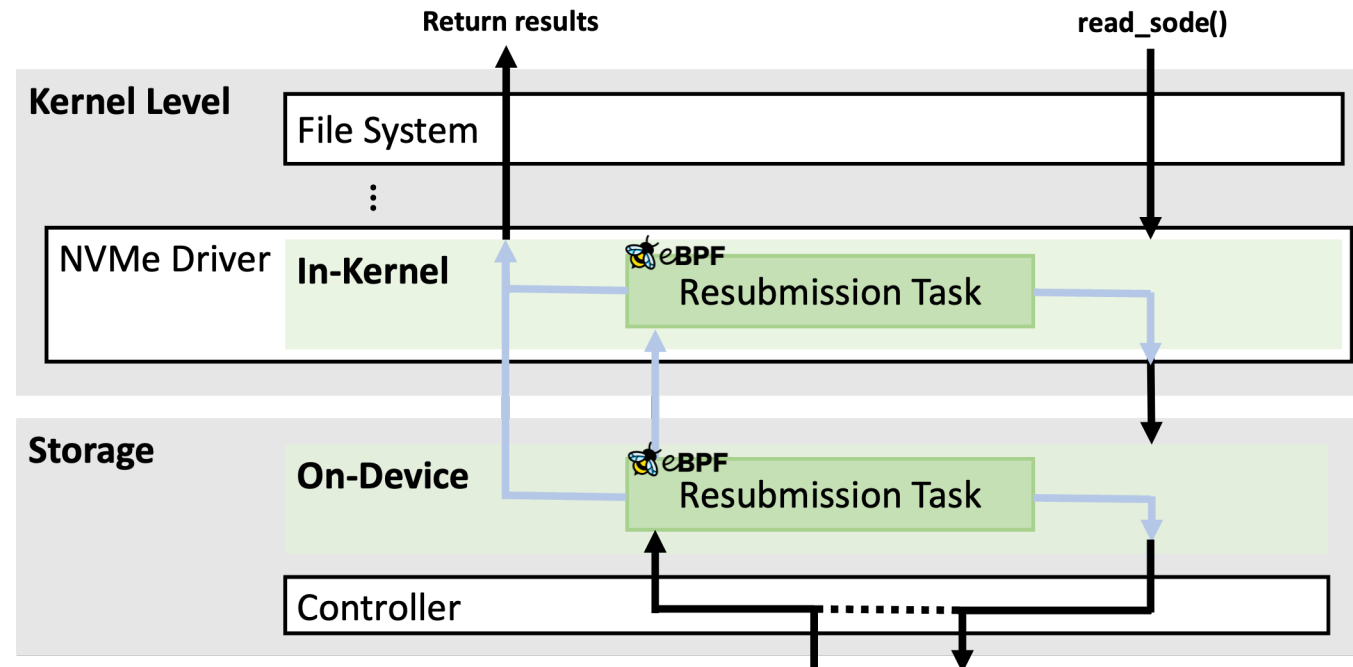 Return results
read_sode()
Kernel Level
File System
⋮
NVMe Driver
In-Kernel
eBPF
Resubmission Task
Storage
On-Device
eBPF
Resubmission Task
Controller